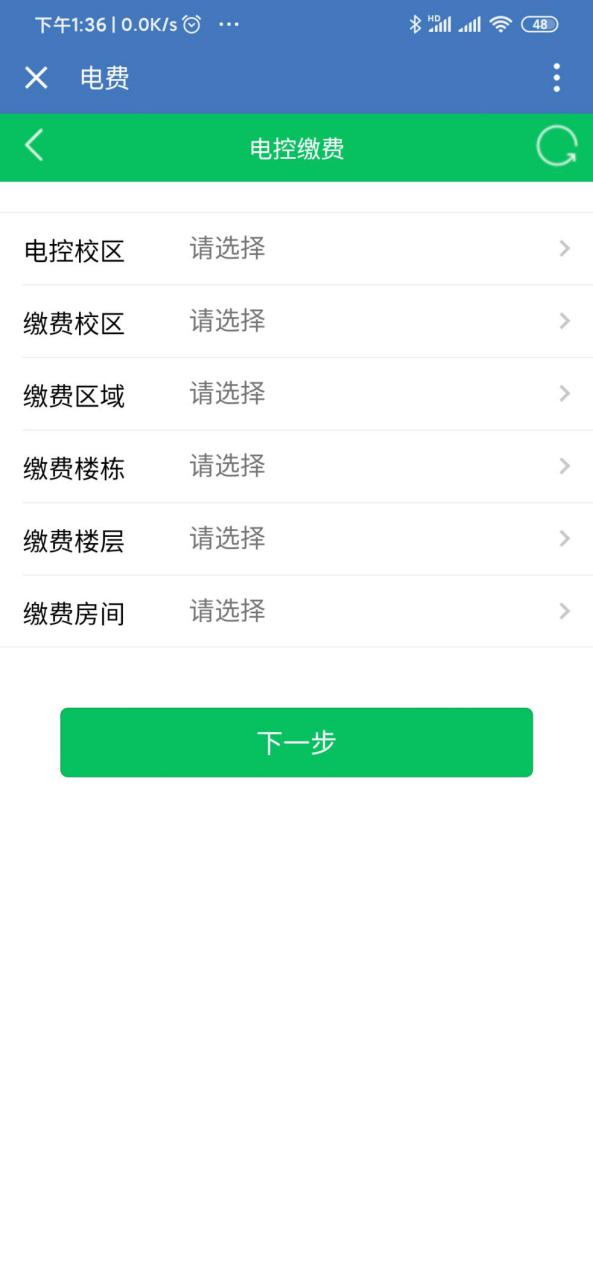 下午1:36 | 0.0K/s ··· HD 48
电费
电控缴费
电控校区 请选择
缴费校区 请选择
缴费区域 请选择
缴费楼栋 请选择
缴费楼层 请选择
缴费房间 请选择
下一步